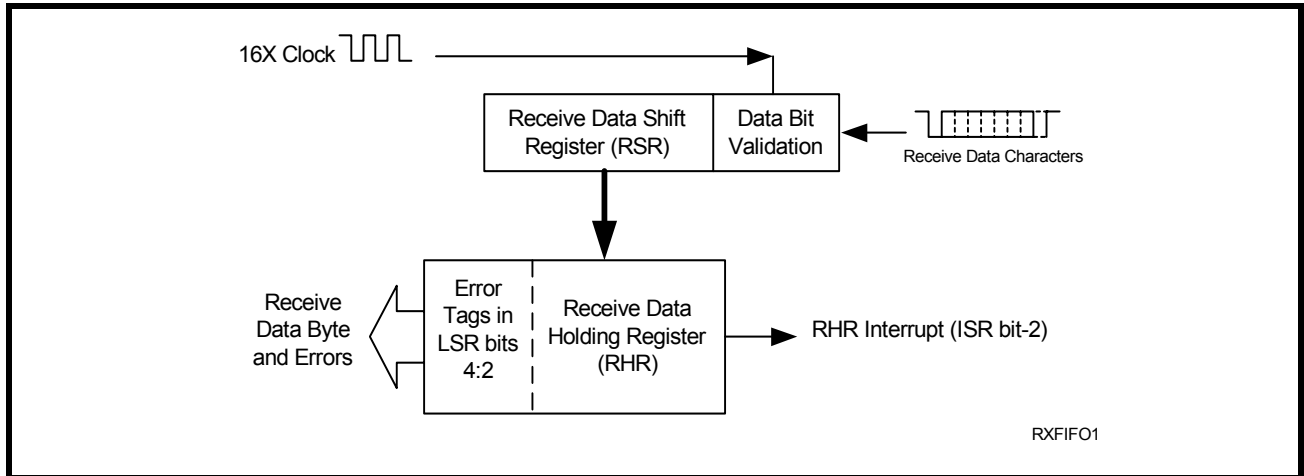 16X Clock
Receive Data Shift
Register (RSR)
Data Bit
Validation
Receive Data Characters
Receive
Data Byte
and Errors
Error
Tags in
LSR bits
4:2
Receive Data
Holding Register
(RHR)
RHR Interrupt (ISR bit-2)
RXFIFO1